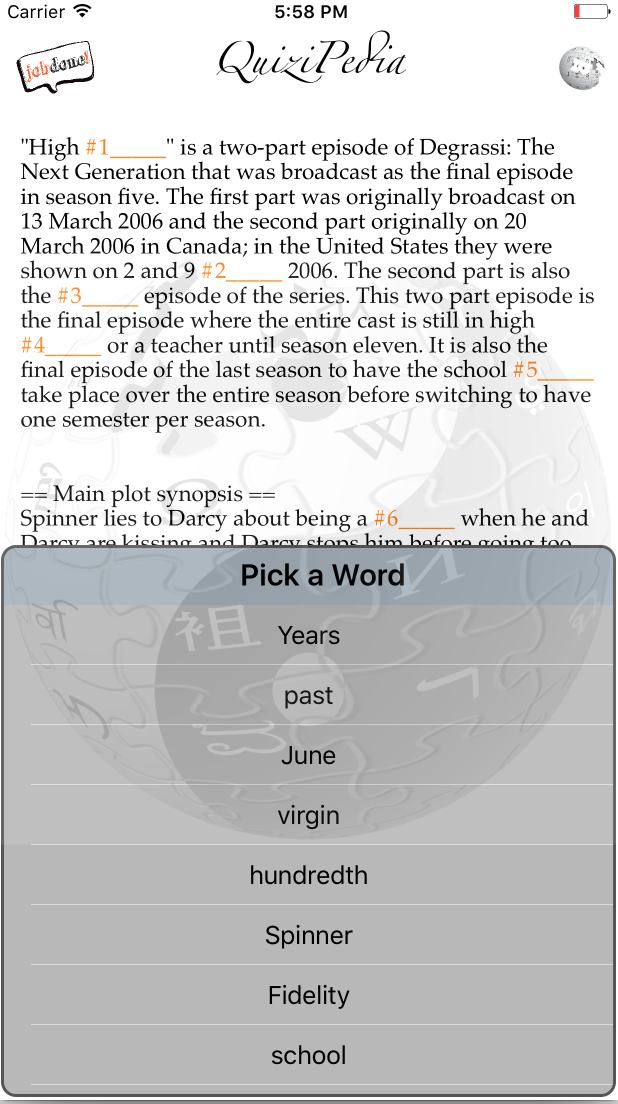 Carrier 5:58 PM
jobdone!
QuiziPedia
"High #1_____" is a two-part episode of Degrassi: The
Next Generation that was broadcast as the final episode
in season five. The first part was originally broadcast on
13 March 2006 and the second part originally on 20
March 2006 in Canada; in the United States they were
shown on 2 and 9 #2_____ 2006. The second part is also
the #3_____ episode of the series. This two part episode is
the final episode where the entire cast is still in high
#4_____ or a teacher until season eleven. It is also the
final episode of the last season to have the school #5_____
take place over the entire season before switching to have
one semester per season.
== Main plot synopsis ==
Spinner lies to Darcy about being a #6_____ when he and
Darcy are kissing and Darcy stops him before going too
Pick a Word
Years
past
June
virgin
hundredth
Spinner
Fidelity
school
W
И
祖